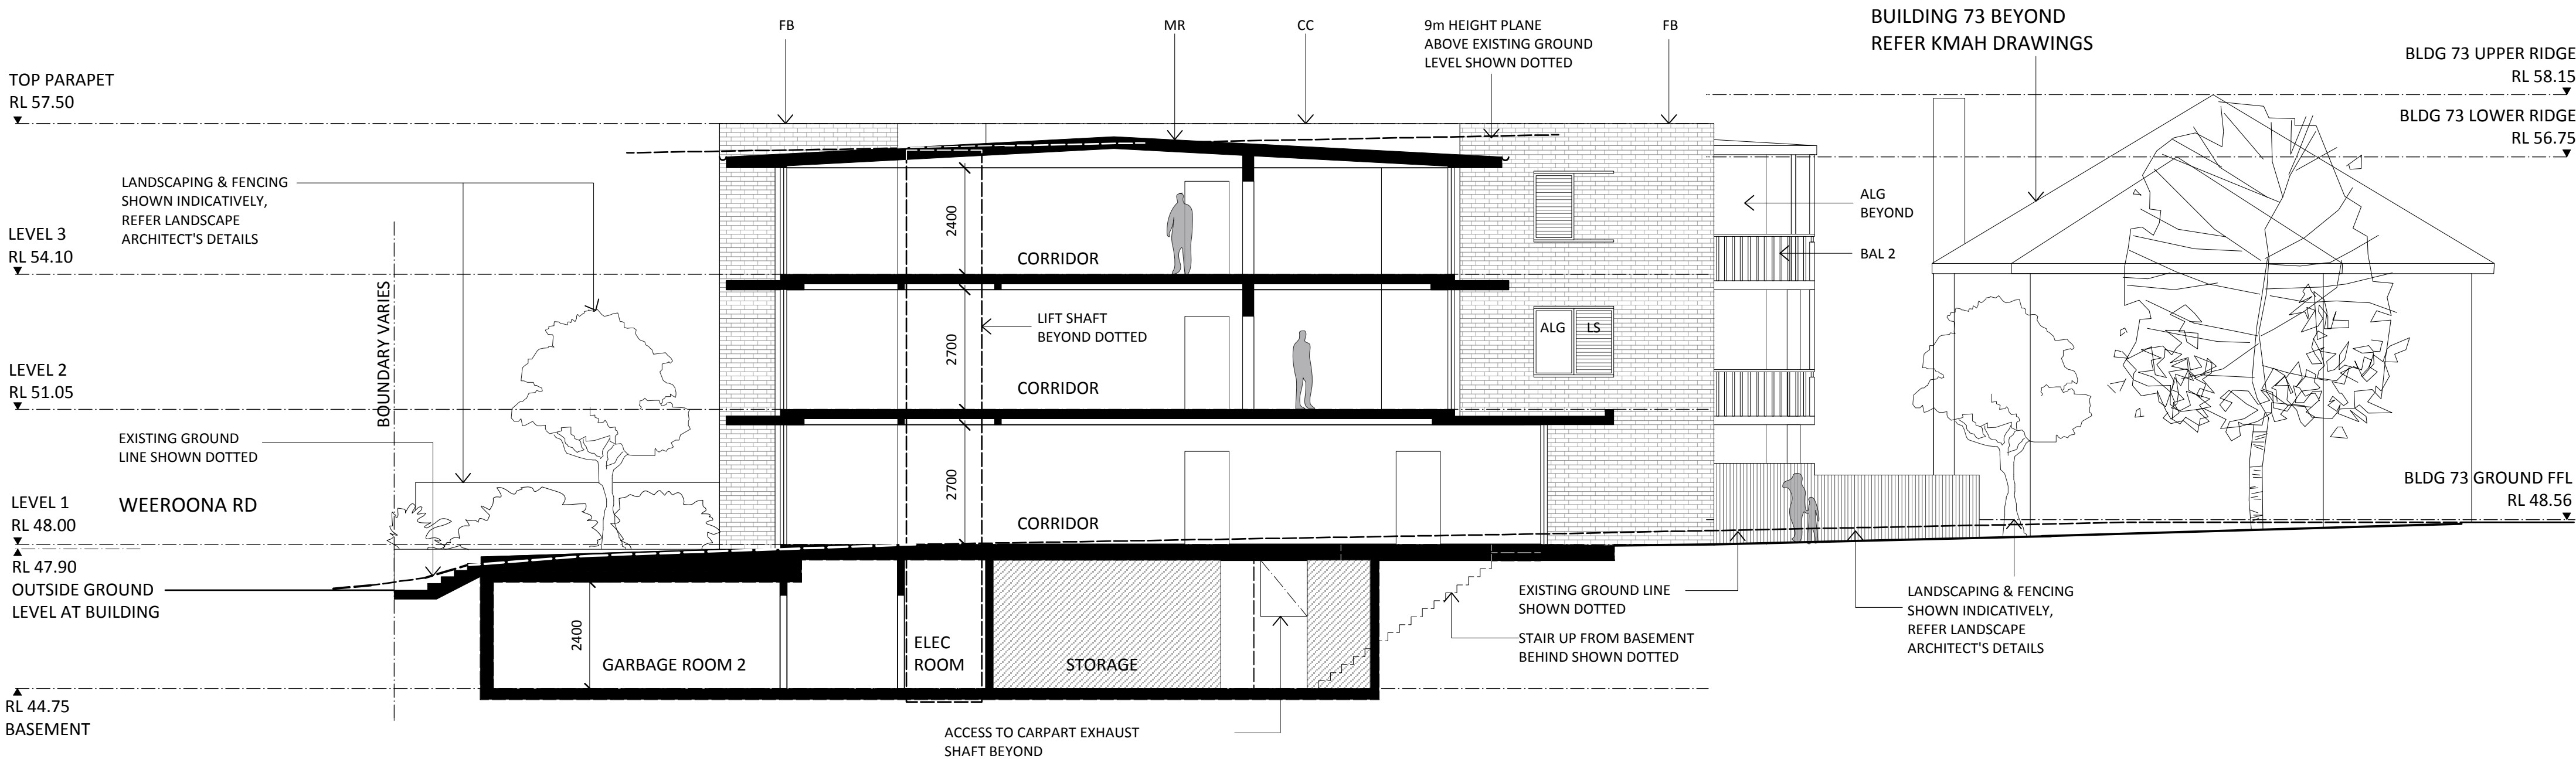 FB
MR
CC
9m HEIGHT PLANE
ABOVE EXISTING GROUND
LEVEL SHOWN DOTTED
FB
BUILDING 73 BEYOND
REFER KMAH DRAWINGS
BLDG 73 UPPER RIDGE
RL 58.15
TOP PARAPET
RL 57.50
BLDG 73 LOWER RIDGE
RL 56.75
LANDSCAPING & FENCING
SHOWN INDICATIVELY,
REFER LANDSCAPE
ARCHITECT'S DETAILS
ALG
BEYOND
2400
LEVEL 3
RL 54.10
CORRIDOR
BAL 2
BOUNDARY VARIES
LIFT SHAFT
BEYOND DOTTED
ALG
LS
2700
LEVEL 2
RL 51.05
CORRIDOR
EXISTING GROUND
LINE SHOWN DOTTED
2700
BLDG 73 GROUND FFL
RL 48.56
LEVEL 1
RL 48.00
WEEROONA RD
CORRIDOR
RL 47.90
OUTSIDE GROUND
LEVEL AT BUILDING
EXISTING GROUND LINE
SHOWN DOTTED
LANDSCAPING & FENCING
SHOWN INDICATIVELY,
REFER LANDSCAPE
ARCHITECT'S DETAILS
2400
STAIR UP FROM BASEMENT
BEHIND SHOWN DOTTED
GARBAGE ROOM 2
ELEC
ROOM
STORAGE
RL 44.75
BASEMENT
ACCESS TO CARPART EXHAUST
SHAFT BEYOND